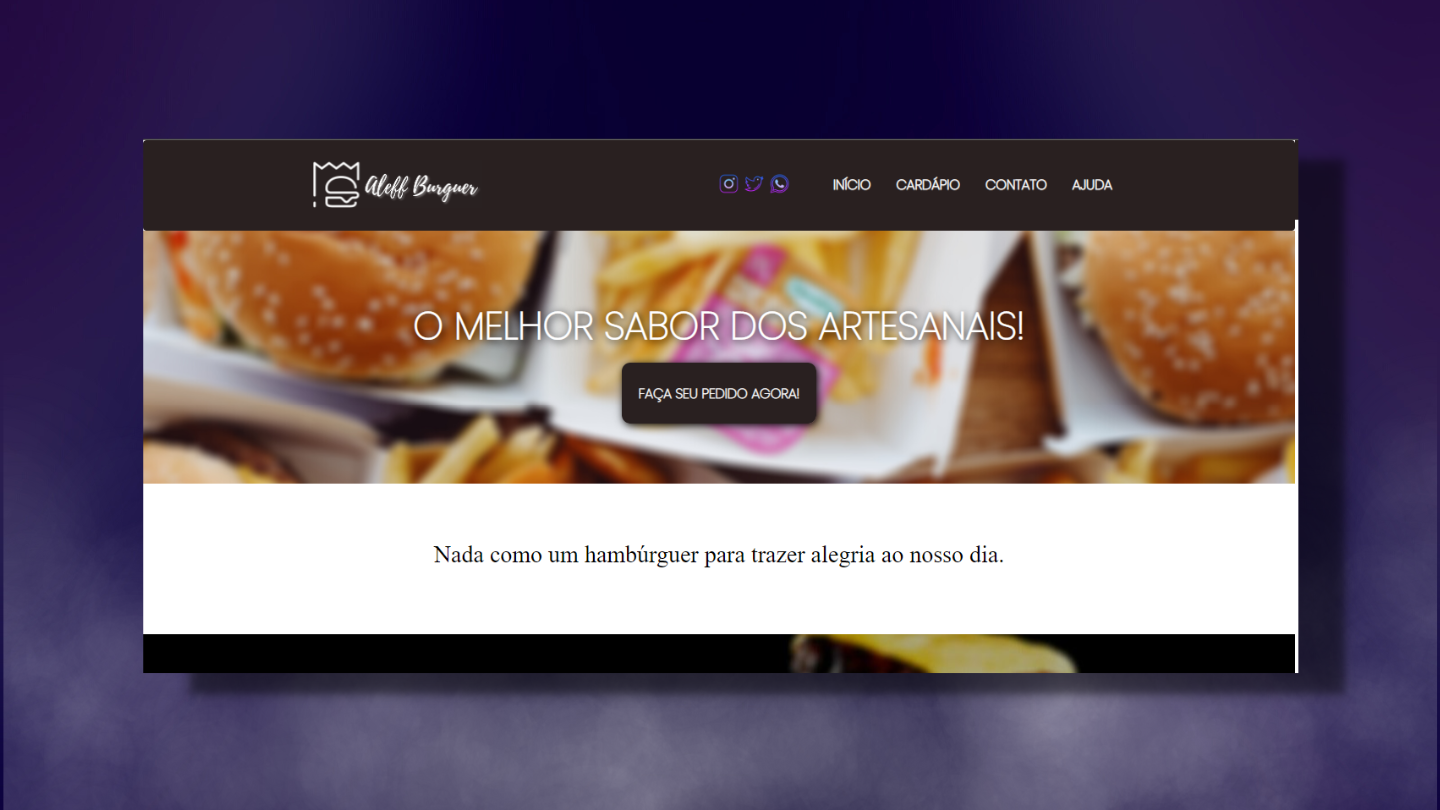 Aleff Burguer
INÍCIO CARDÁPIO CONTATO AJUDA
O MELHOR SABOR DOS ARTESANAIS!
FAÇA SEU PEDIDO AGORA!
Nada como um hambúrguer para trazer alegria ao nosso dia.